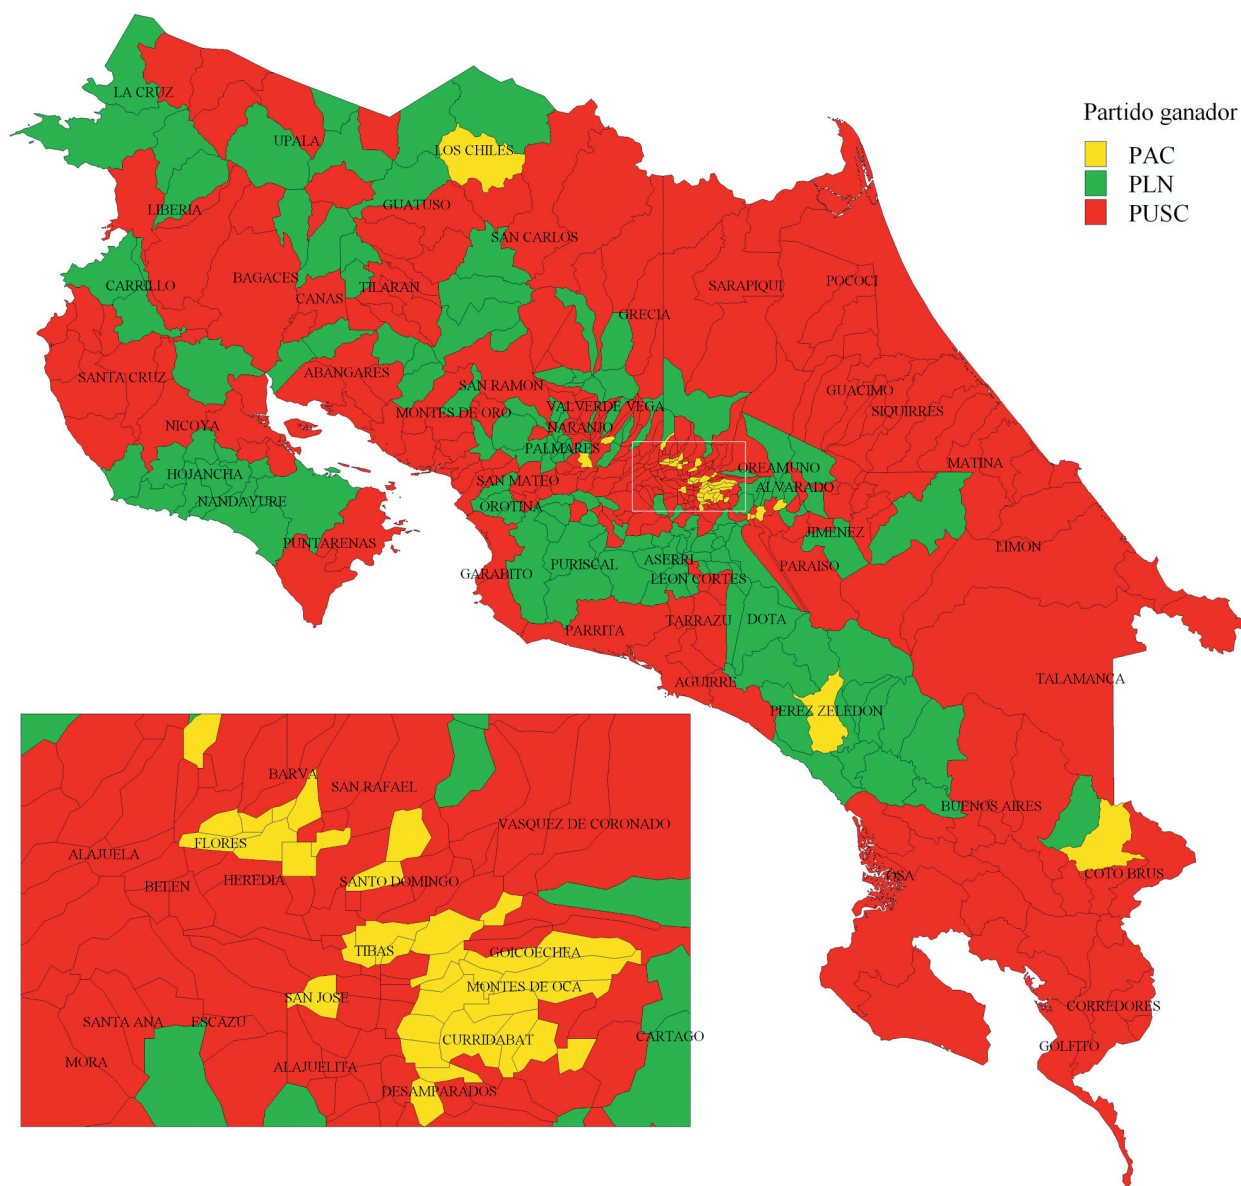 Partido ganador
PAC
PLN
PUSC
LA CRUZ
UPALA
LOS CHILES
LIBERIA
GUATUSO
SAN CARLOS
CARRILLO
BAGACES
CANAS
TILARAN
SARAPIQUI
POCOCI
GRECIA
SANTA CRUZ
ABANGARES
SAN RAMON
GUACIMO
NICOYA
MONTES DE ORO
VALVERDE VEGA
SIQUIRRES
NARANJO
PALMARES
HOJANCHA
SAN MATEO
OREAMUNO
MATINA
NANDAYURE
OROTINA
ALVARADO
PUNTARENAS
JIMENEZ
LIMON
GARABITO
PURISCAL
ASERRI
PARAISO
LEON CORTES
PARRITA
TARRAZU
DOTA
AGUIRRE
TALAMANCA
PEREZ ZELEDON
BUENOS AIRES
OSA
COTO BRUS
CORREDORES
GOLFITO
BARVA
SAN RAFAEL
VASQUEZ DE CORONADO
FLORES
ALAJUELA
BELEN
HEREDIA
SANTO DOMINGO
TIBAS
GOICOECHEA
MONTES DE OCA
SAN JOSE
SANTA ANA
ESCAZU
CURRIDABAT
CARTAGO
MORA
ALAJUELITA
DESAMPARADOS